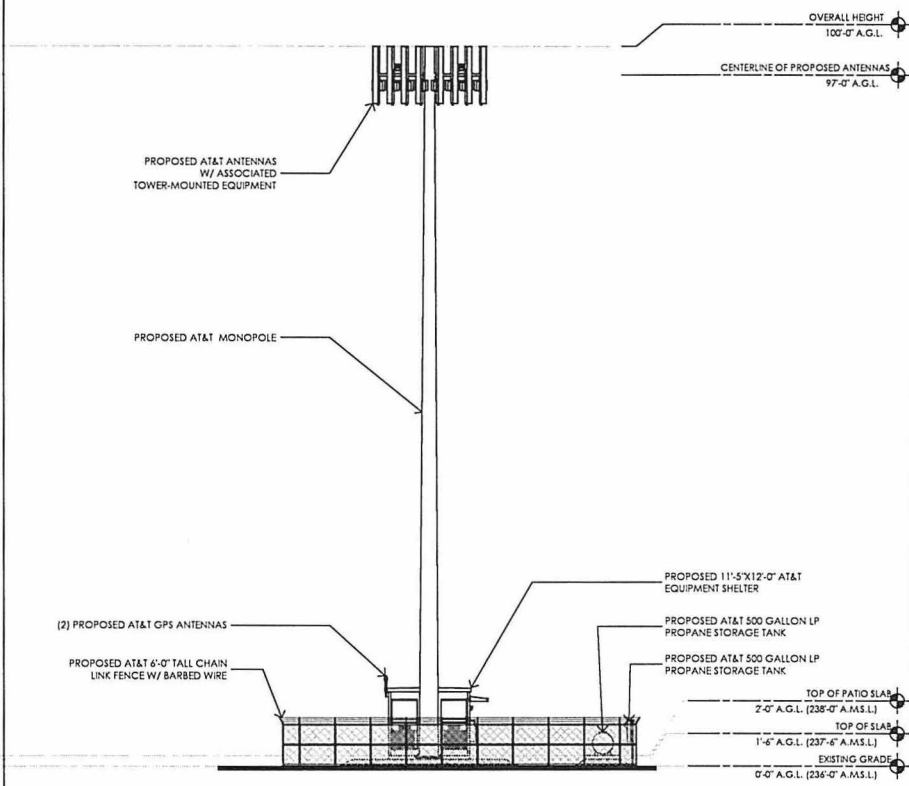 OVERALL HEIGHT
100'-0" A.G.L.
CENTERLINE OF PROPOSED ANTENNAS
97'-0" A.G.L.
PROPOSED AT&T ANTENNAS
W/ ASSOCIATED
TOWER-MOUNTED EQUIPMENT
PROPOSED AT&T MONOPOLE
PROPOSED 11'-5"X12'-0" AT&T
EQUIPMENT SHELTER
(2) PROPOSED AT&T GPS ANTENNAS
PROPOSED AT&T 500 GALLON LP
PROPANE STORAGE TANK
PROPOSED AT&T 6'-0" TALL CHAIN
LINK FENCE W/ BARBED WIRE
PROPOSED AT&T 500 GALLON LP
PROPANE STORAGE TANK
TOP OF PATIO SLAB
2'-0" A.G.L. (238'-0" A.M.S.L.)
TOP OF SLAB
1'-6" A.G.L. (237'-6" A.M.S.L.)
EXISTING GRADE
0'-0" A.G.L. (236'-0" A.M.S.L.)